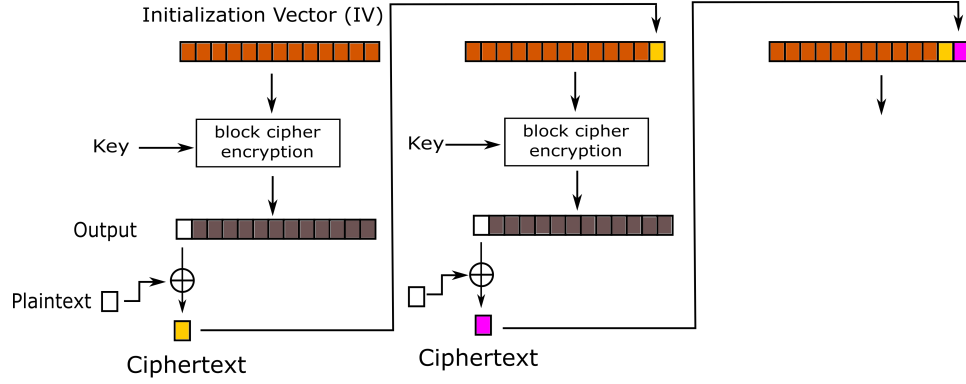 Initialization Vector (IV)
block cipher
encryption
Key
Output
Plaintext
Ciphertext
block cipher
encryption
Key
Ciphertext